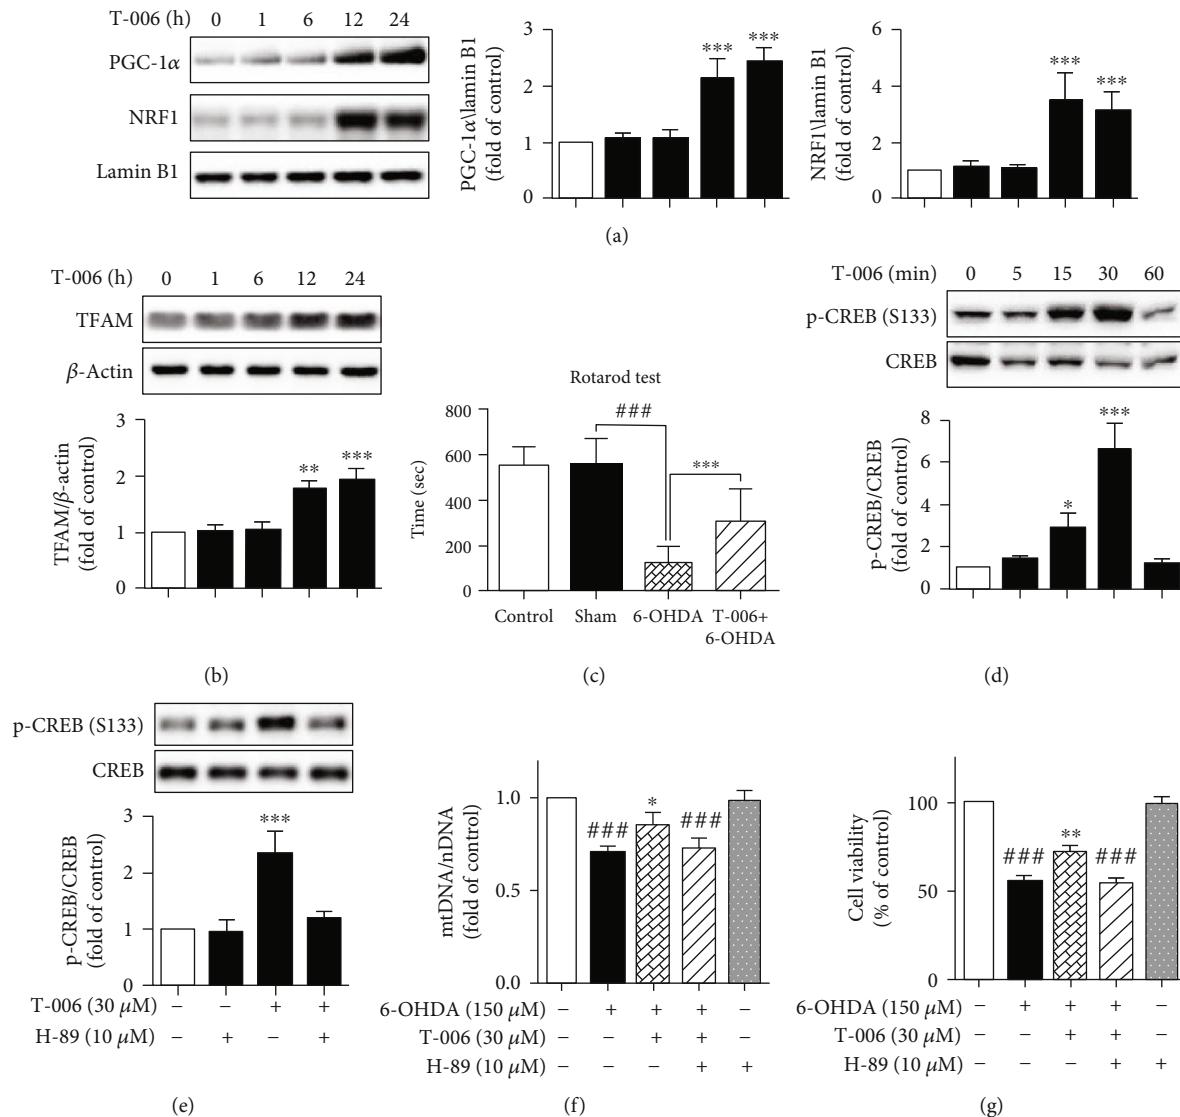 T-006 (h) 0 1 6 12 24
PGC-1α
NRF1
Lamin B1
PGC-1α\lamin B1
(fold of control)
3
2
1
0
*** ***
NRF1\lamin B1
(fold of control)
6
4
2
0
*** ***
(a)
T-006 (h) 0 1 6 12 24
TFAM
β-Actin
TFAM/β-actin
(fold of control)
3
2
1
0
** ***
(b)
Rotarod test
Time (sec)
800
600
400
200
0
###
***
Control Sham 6-OHDA T-006+
6-OHDA
(c)
T-006 (min) 0 5 15 30 60
p-CREB (S133)
CREB
p-CREB/CREB
(fold of control)
8
6
4
2
0
* ***
(d)
p-CREB (S133)
CREB
p-CREB/CREB
(fold of control)
3
2
1
0
***
T-006 (30 μM) − − + +
H-89 (10 μM) − + − +
(e)
mtDNA/nDNA
(fold of control)
1.0
0.5
0.0
### * ###
6-OHDA (150 μM) − + + + −
T-006 (30 μM) − − + + −
H-89 (10 μM) − − − + +
(f)
Cell viability
(% of control)
100
50
0
### ** ###
6-OHDA (150 μM) − + + + −
T-006 (30 μM) − − + + −
H-89 (10 μM) − − − + +
(g)